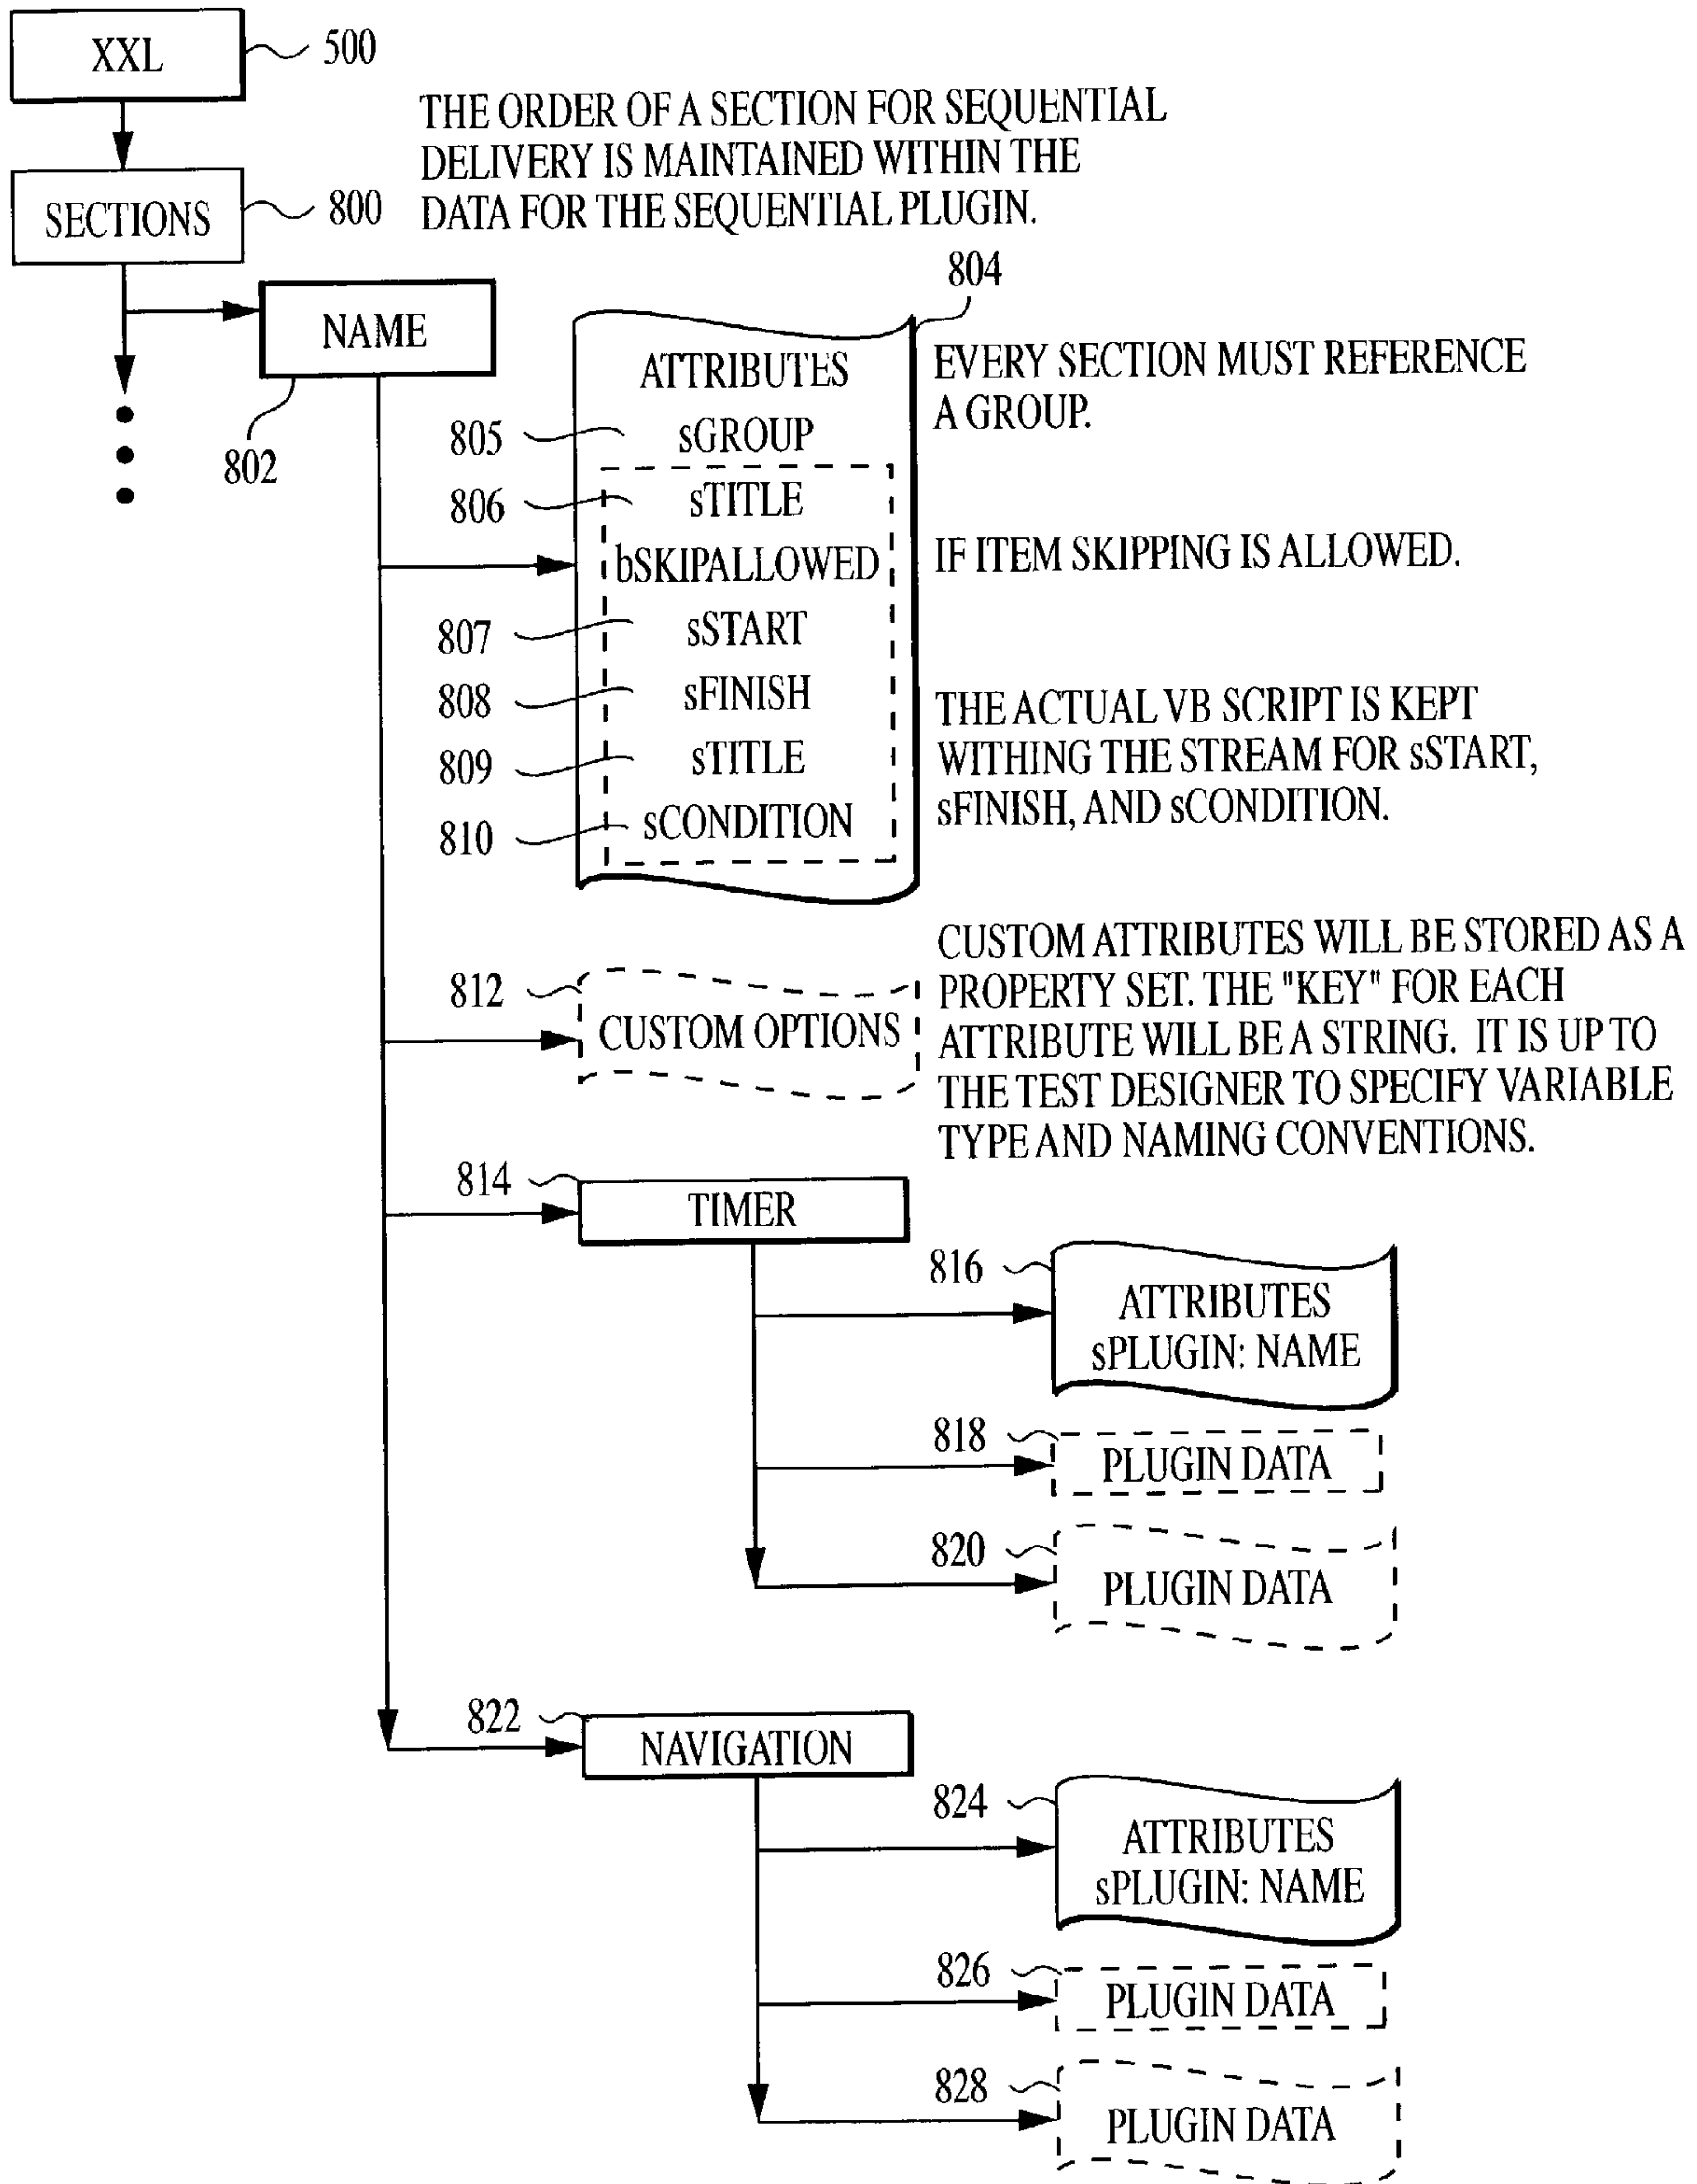 XXL
500
THE ORDER OF A SECTION FOR SEQUENTIAL
DELIVERY IS MAINTAINED WITHIN THE
DATA FOR THE SEQUENTIAL PLUGIN.
SECTIONS
800
NAME
802
804
ATTRIBUTES
EVERY SECTION MUST REFERENCE
A GROUP.
805
sGROUP
806
sTITLE
bSKIPALLOWED
IF ITEM SKIPPING IS ALLOWED.
807
sSTART
808
sFINISH
809
sTITLE
810
sCONDITION
THE ACTUAL VB SCRIPT IS KEPT
WITHING THE STREAM FOR sSTART,
sFINISH, AND sCONDITION.
812
CUSTOM OPTIONS
CUSTOM ATTRIBUTES WILL BE STORED AS A
PROPERTY SET. THE "KEY" FOR EACH
ATTRIBUTE WILL BE A STRING. IT IS UP TO
THE TEST DESIGNER TO SPECIFY VARIABLE
TYPE AND NAMING CONVENTIONS.
814
TIMER
816
ATTRIBUTES
sPLUGIN: NAME
818
PLUGIN DATA
820
PLUGIN DATA
822
NAVIGATION
824
ATTRIBUTES
sPLUGIN: NAME
826
PLUGIN DATA
828
PLUGIN DATA